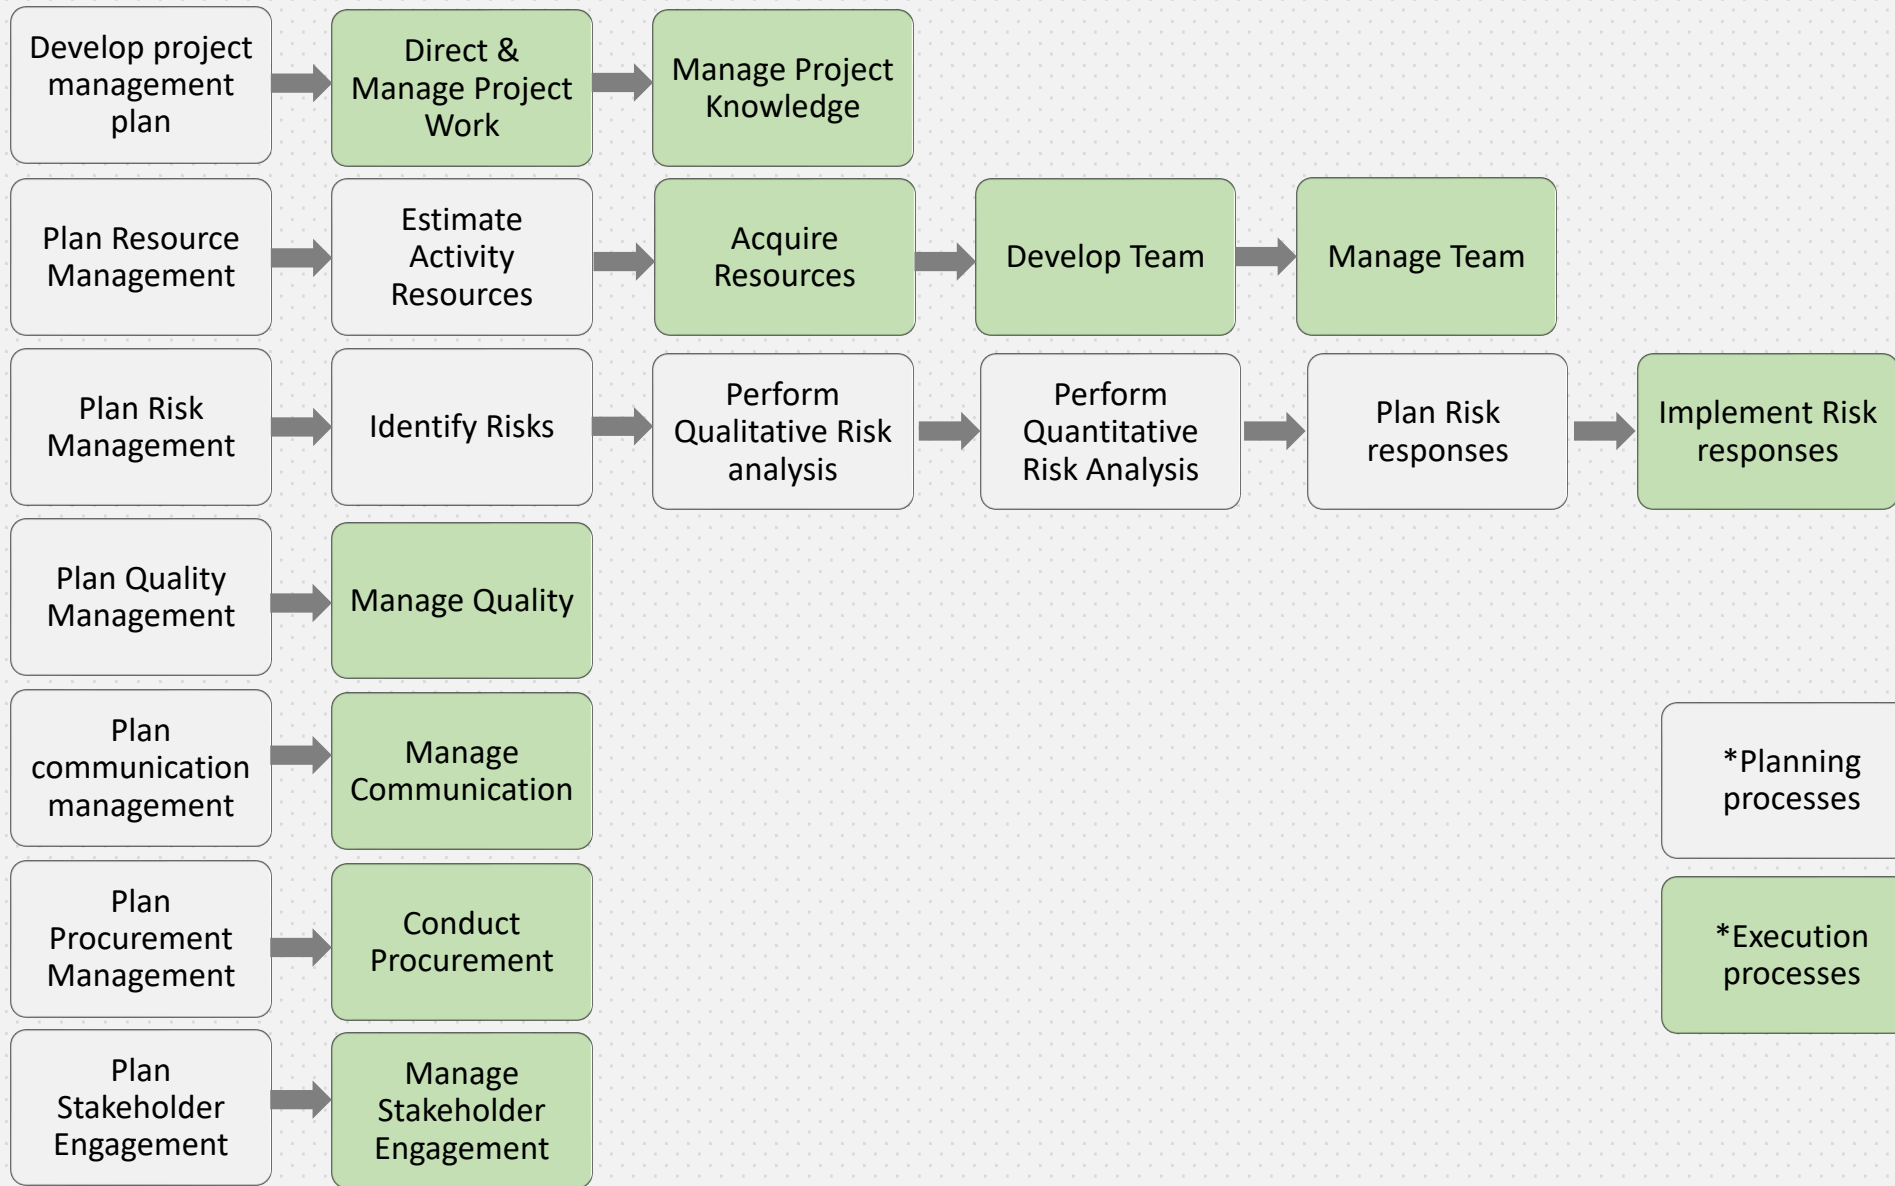 Develop project
management
plan
Direct &
Manage Project
Work
Manage Project
Knowledge
Plan Resource
Management
Estimate
Activity
Resources
Acquire
Resources
Develop Team
Manage Team
Plan Risk
Management
Identify Risks
Perform
Qualitative Risk
analysis
Perform
Quantitative
Risk Analysis
Plan Risk
responses
Implement Risk
responses
Plan Quality
Management
Manage Quality
Plan
communication
management
Manage
Communication
*Planning
processes
Plan
Procurement
Management
Conduct
Procurement
*Execution
processes
Plan
Stakeholder
Engagement
Manage
Stakeholder
Engagement